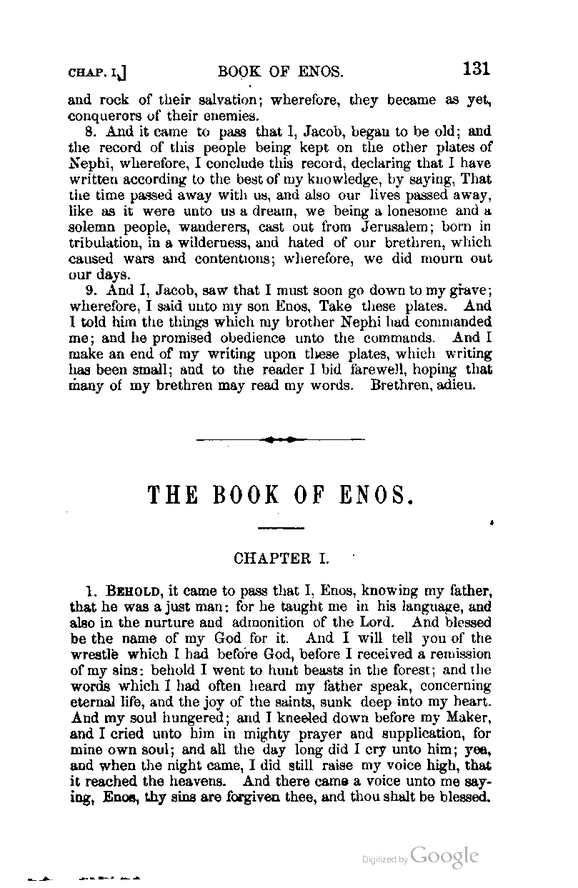 CHAP. I.] BOOK OF ENOS. 131
and rock of their salvation; wherefore, they became as yet,
conquerors of their enemies.
8. And it came to pass that I, Jacob, began to be old; and
the record of this people being kept on the other plates of
Nephi, wherefore, I conclude this record, declaring that I have
written according to the best of my knowledge, by saying, That
the time passed away with us, and also our lives passed away,
like as it were unto us a dream, we being a lonesome and a
solemn people, wanderers, cast out from Jerusalem; born in
tribulation, in a wilderness, and hated of our brethren, which
caused wars and contentions; wherefore, we did mourn out
our days.
9. And I, Jacob, saw that I must soon go down to my grave;
wherefore, I said unto my son Enos, Take these plates. And
I told him the things which my brother Nephi had commanded
me; and he promised obedience unto the commands. And I
make an end of my writing upon these plates, which writing
has been small; and to the reader I bid farewell, hoping that
many of my brethren may read my words. Brethren, adieu.
THE BOOK OF ENOS.
CHAPTER I.
1. BEHOLD, it came to pass that I, Enos, knowing my father,
that he was a just man: for he taught me in his language, and
also in the nurture and admonition of the Lord. And blessed
be the name of my God for it. And I will tell you of the
wrestle which I had before God, before I received a remission
of my sins: behold I went to hunt beasts in the forest; and the
words which I had often heard my father speak, concerning
eternal life, and the joy of the saints, sunk deep into my heart.
And my soul hungered; and I kneeled down before my Maker,
and I cried unto him in mighty prayer and supplication, for
mine own soul; and all the day long did I cry unto him; yea,
and when the night came, I did still raise my voice high, that
it reached the heavens. And there came a voice unto me say-
ing, Enos, thy sins are forgiven thee, and thou shalt be blessed.
Digitized by Google